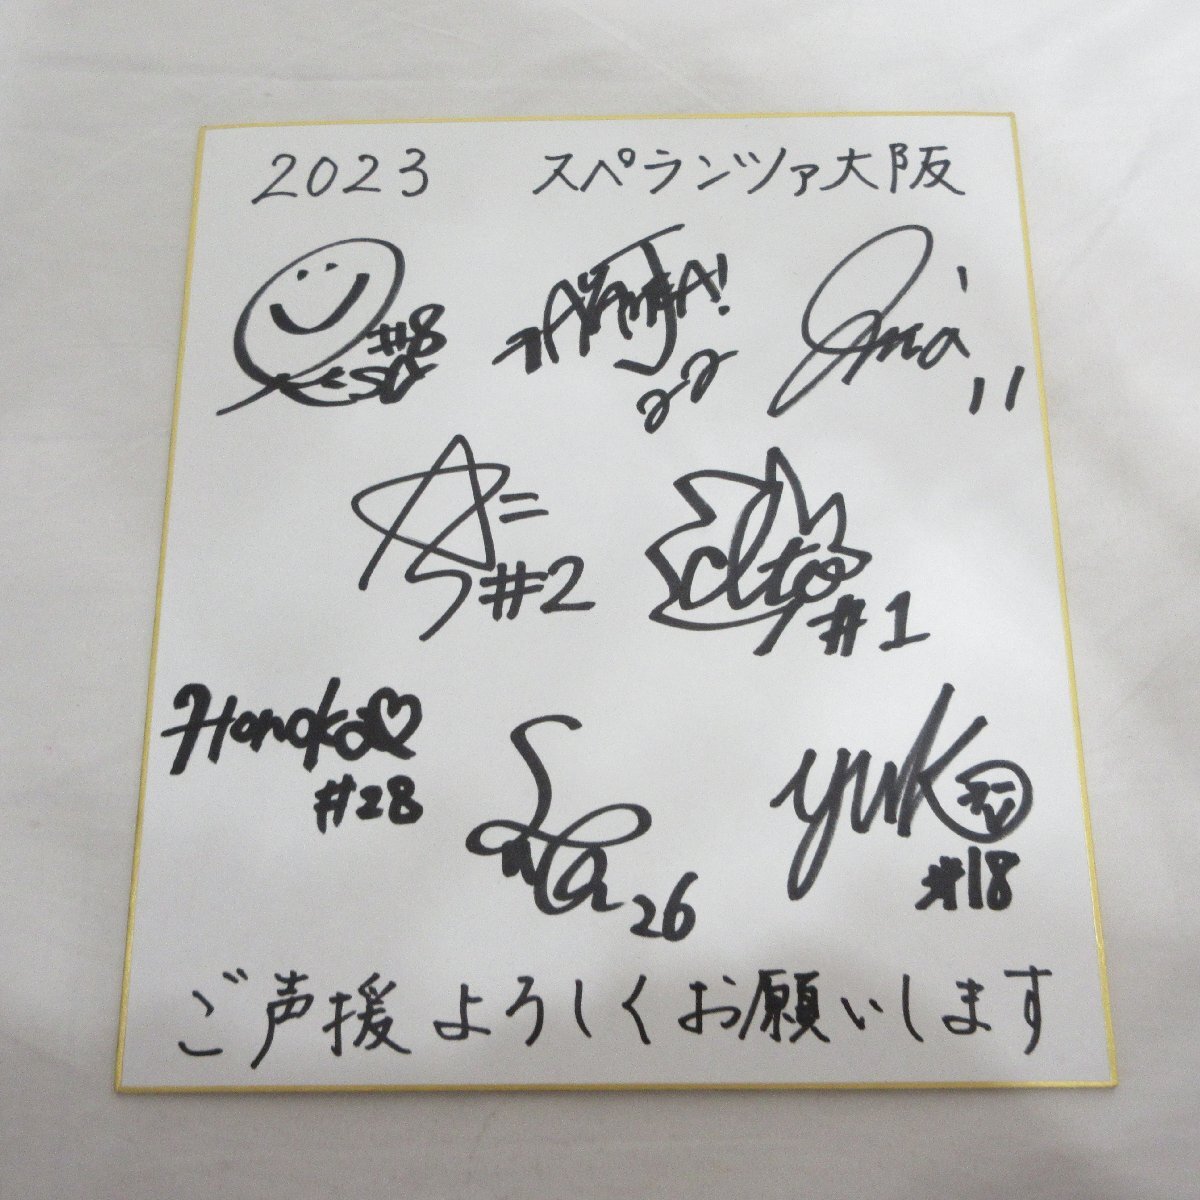 2023 スペランツァ大阪
#8
22
11
#2
#1
Honoka
#28
26
yuk
#18
ご声援よろしくお願いします